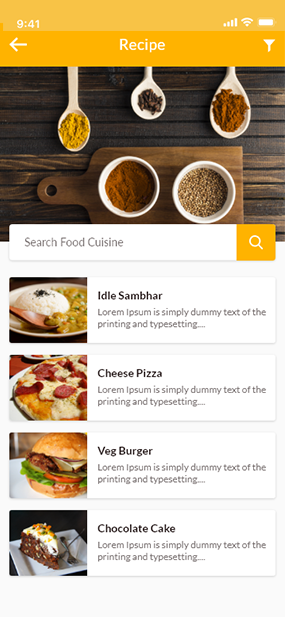 9:41
Recipe
Search Food Cuisine
Idle Sambhar
Lorem Ipsum is simply dummy text of the
printing and typesetting....
Cheese Pizza
Lorem Ipsum is simply dummy text of the
printing and typesetting....
Veg Burger
Lorem Ipsum is simply dummy text of the
printing and typesetting....
Chocolate Cake
Lorem Ipsum is simply dummy text of the
printing and typesetting....